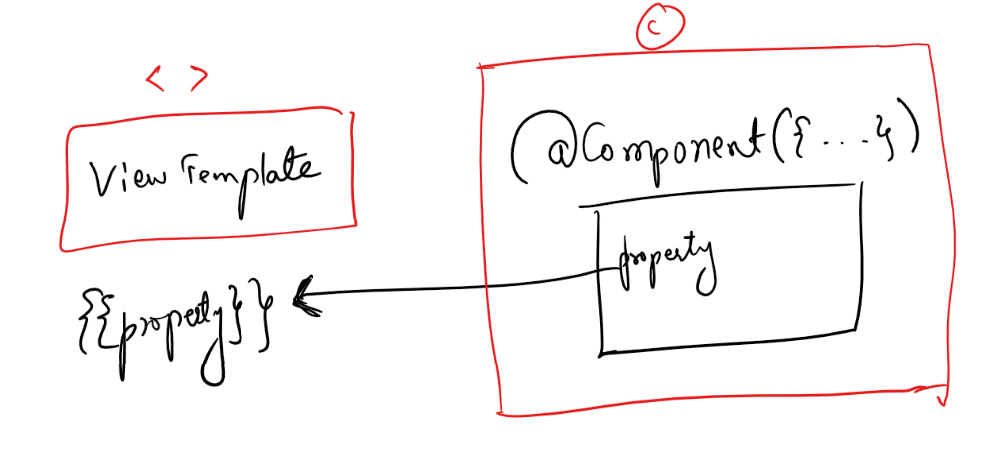 C
< >
@Component({....})
View Template
property
{{property}}